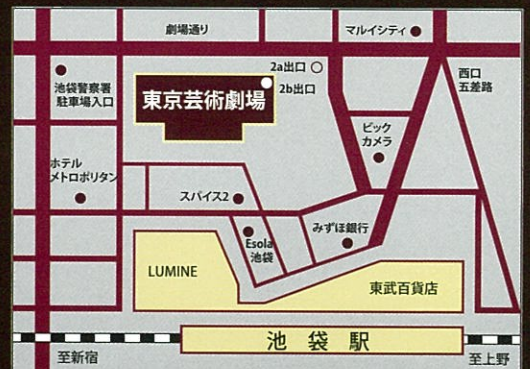 劇場通り
マルイシティ
2a出口
2b出口
西口
五差路
池袋警察署
駐車場入口
東京芸術劇場
ビック
カメラ
ホテル
メトロポリタン
スパイス2
みずほ銀行
Esola
池袋
LUMINE
東武百貨店
池袋駅
至新宿
至上野